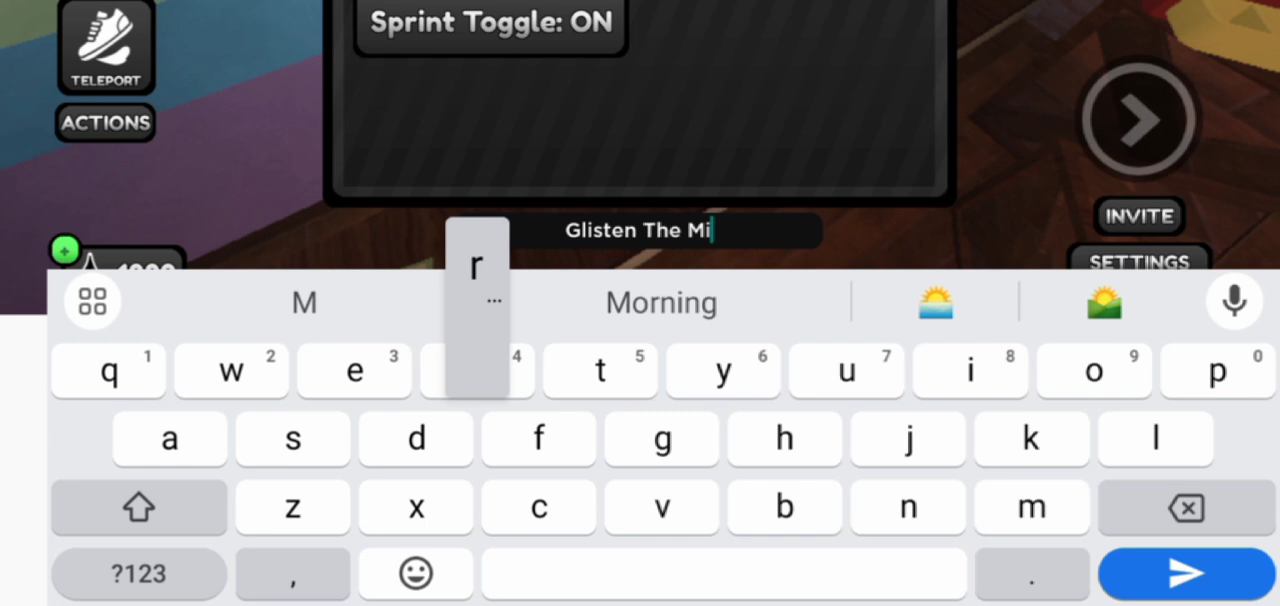 Sprint Toggle: ON
TELEPORT
ACTIONS
INVITE
Glisten The Mi
SETTINGS
M
Morning
r
...
q 1 w 2 e 3 4 t 5 y 6 u 7 i 8 o 9 p 0
a s d f g h j k l
z x c v b n m
?123 , .